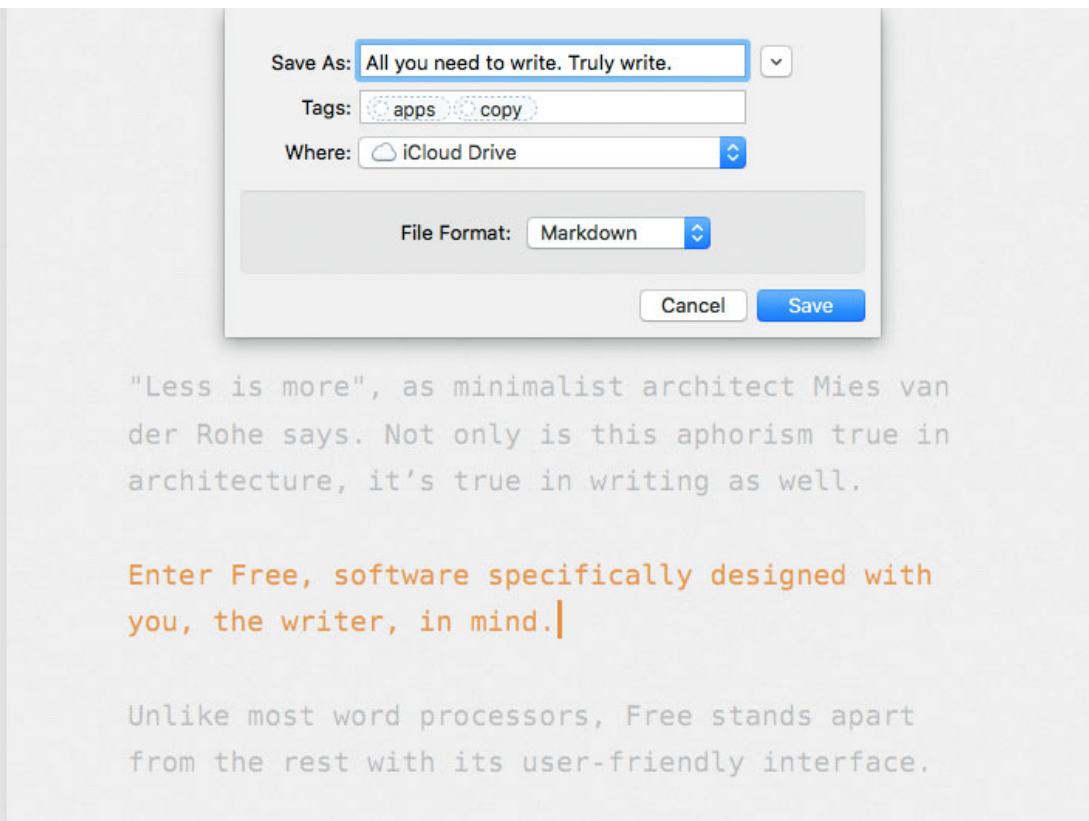 Save As: All you need to write. Truly write.
Tags: apps copy
Where: iCloud Drive
File Format: Markdown
Cancel Save
"Less is more", as minimalist architect Mies van
der Rohe says. Not only is this aphorism true in
architecture, it’s true in writing as well.
Enter Free, software specifically designed with
you, the writer, in mind.
Unlike most word processors, Free stands apart
from the rest with its user-friendly interface.